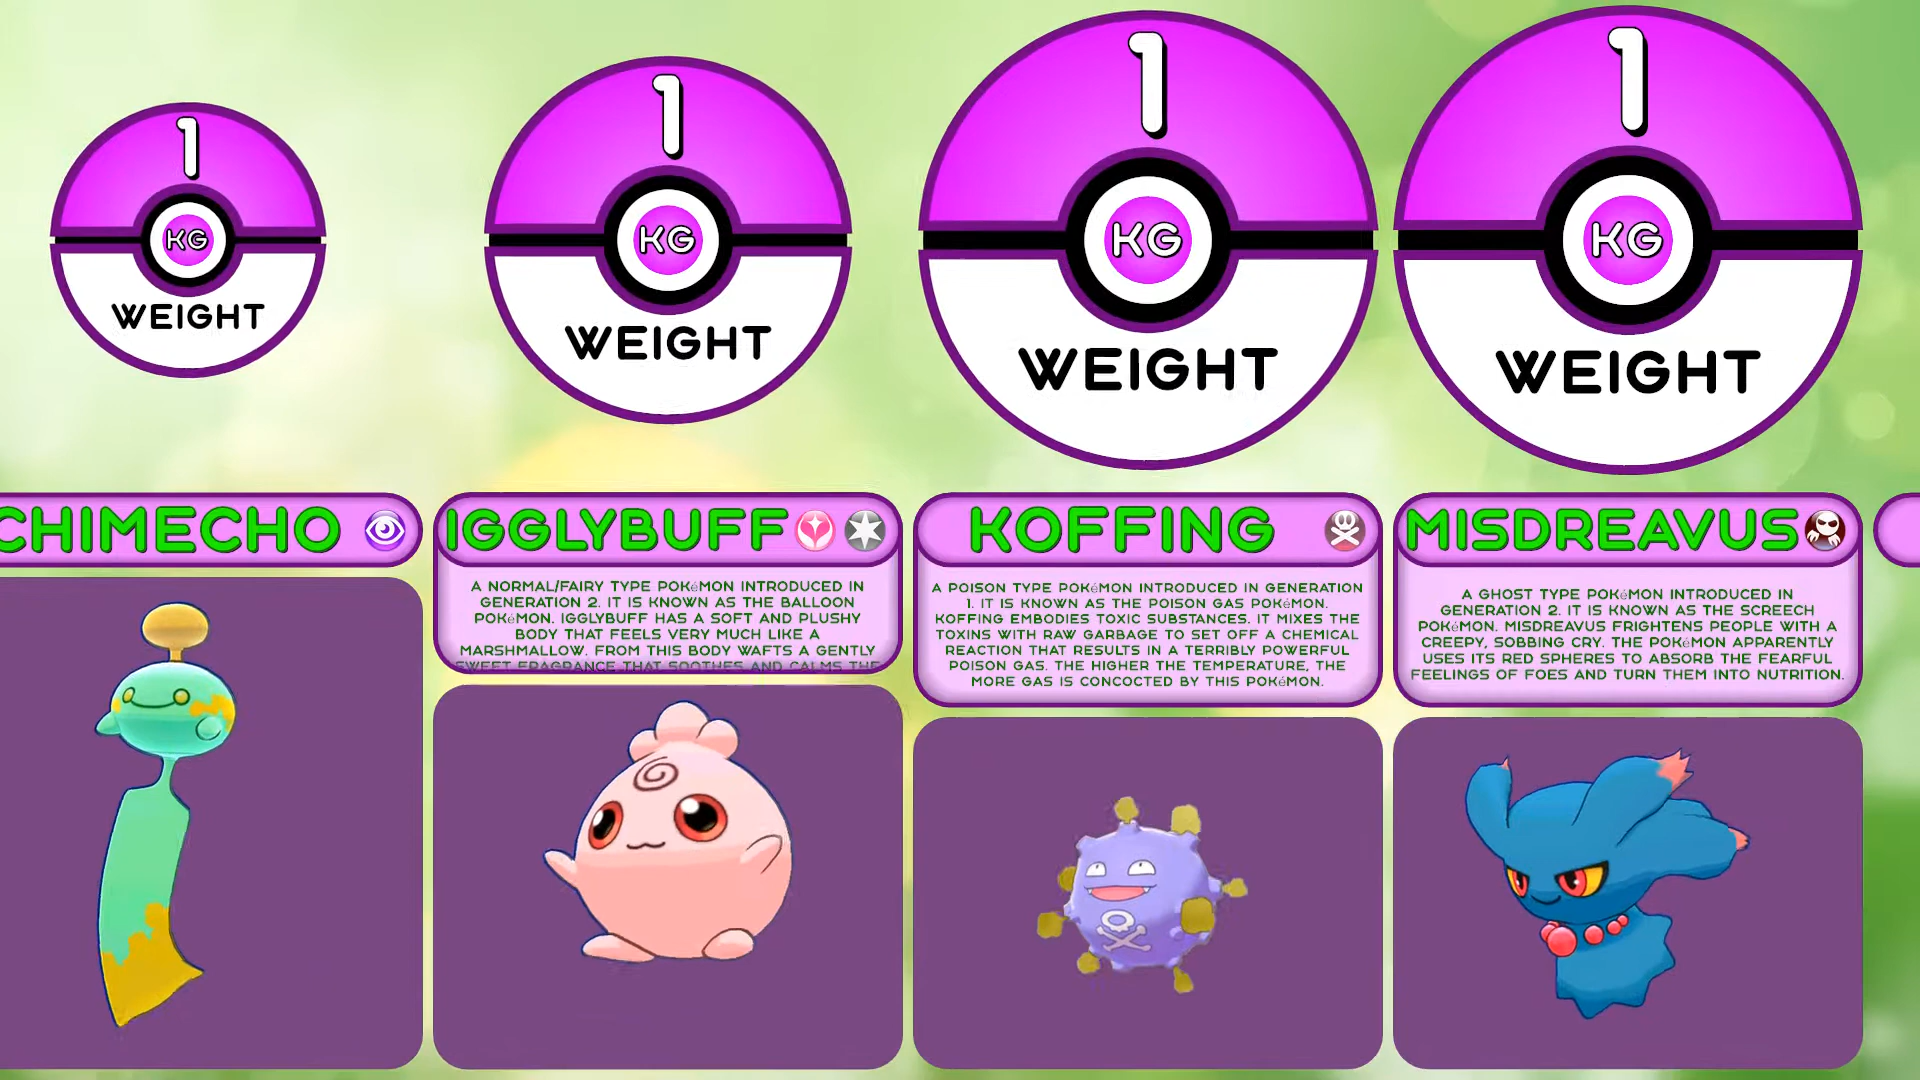 1
KG
WEIGHT
1
KG
WEIGHT
1
KG
WEIGHT
1
KG
WEIGHT
CHIMECHO
IGGLYBUFF
A NORMAL/FAIRY TYPE POKéMON INTRODUCED IN
GENERATION 2. IT IS KNOWN AS THE BALLOON
POKéMON. IGGLYBUFF HAS A SOFT AND PLUSHY
BODY THAT FEELS VERY MUCH LIKE A
MARSHMALLOW. FROM THIS BODY WAFTS A GENTLY
SWEET FRAGRANCE THAT SOOTHES AND CALMS THE
KOFFING
A POISON TYPE POKéMON INTRODUCED IN GENERATION
1. IT IS KNOWN AS THE POISON GAS POKéMON.
KOFFING EMBODIES TOXIC SUBSTANCES. IT MIXES THE
TOXINS WITH RAW GARBAGE TO SET OFF A CHEMICAL
REACTION THAT RESULTS IN A TERRIBLY POWERFUL
POISON GAS. THE HIGHER THE TEMPERATURE, THE
MORE GAS IS CONCOCTED BY THIS POKéMON.
MISDREAVUS
A GHOST TYPE POKéMON INTRODUCED IN
GENERATION 2. IT IS KNOWN AS THE SCREECH
POKéMON. MISDREAVUS FRIGHTENS PEOPLE WITH A
CREEPY, SOBBING CRY. THE POKéMON APPARENTLY
USES ITS RED SPHERES TO ABSORB THE FEARFUL
FEELINGS OF FOES AND TURN THEM INTO NUTRITION.